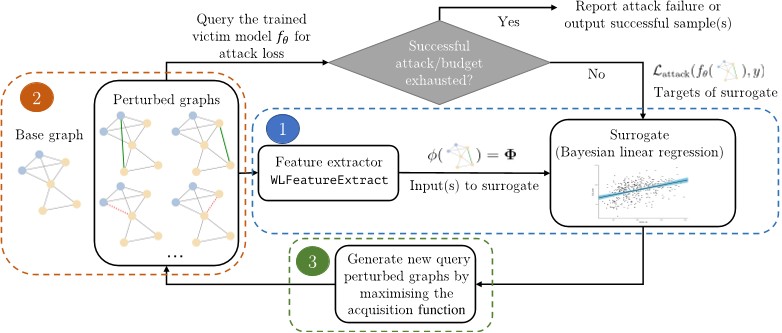 Query the trained
victim model fθ for
attack loss
Yes
Report attack failure or
output successful sample(s)
Successful
attack/budget
exhausted?
No
ℒattack(fθ( ), y)
Targets of surrogate
2
Perturbed graphs
Base graph
...
1
Feature extractor
WLFeatureExtract
ϕ( ) = Φ
Input(s) to surrogate
Surrogate
(Bayesian linear regression)
3
Generate new query
perturbed graphs by
maximising the
acquisition function